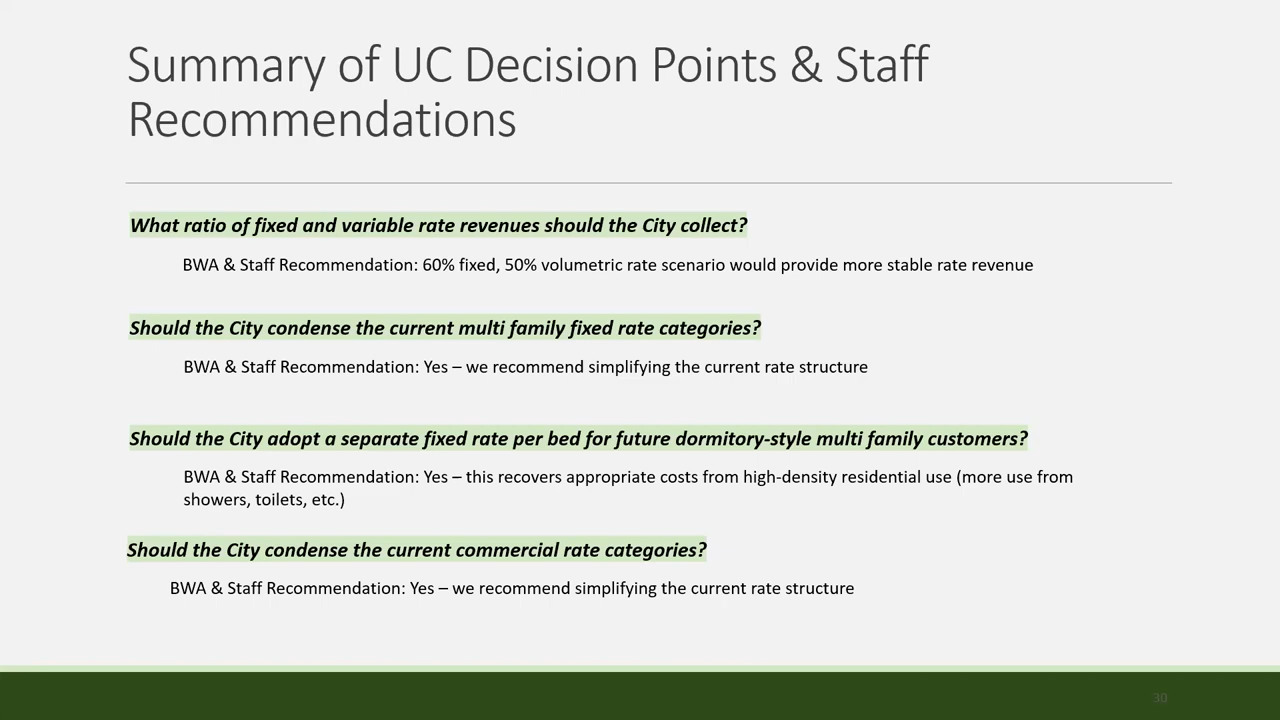 Summary of UC Decision Points & Staff
Recommendations
What ratio of fixed and variable rate revenues should the City collect?
BWA & Staff Recommendation: 60% fixed, 50% volumetric rate scenario would provide more stable rate revenue
Should the City condense the current multi family fixed rate categories?
BWA & Staff Recommendation: Yes – we recommend simplifying the current rate structure
Should the City adopt a separate fixed rate per bed for future dormitory-style multi family customers?
BWA & Staff Recommendation: Yes – this recovers appropriate costs from high-density residential use (more use from
showers, toilets, etc.)
Should the City condense the current commercial rate categories?
BWA & Staff Recommendation: Yes – we recommend simplifying the current rate structure
30